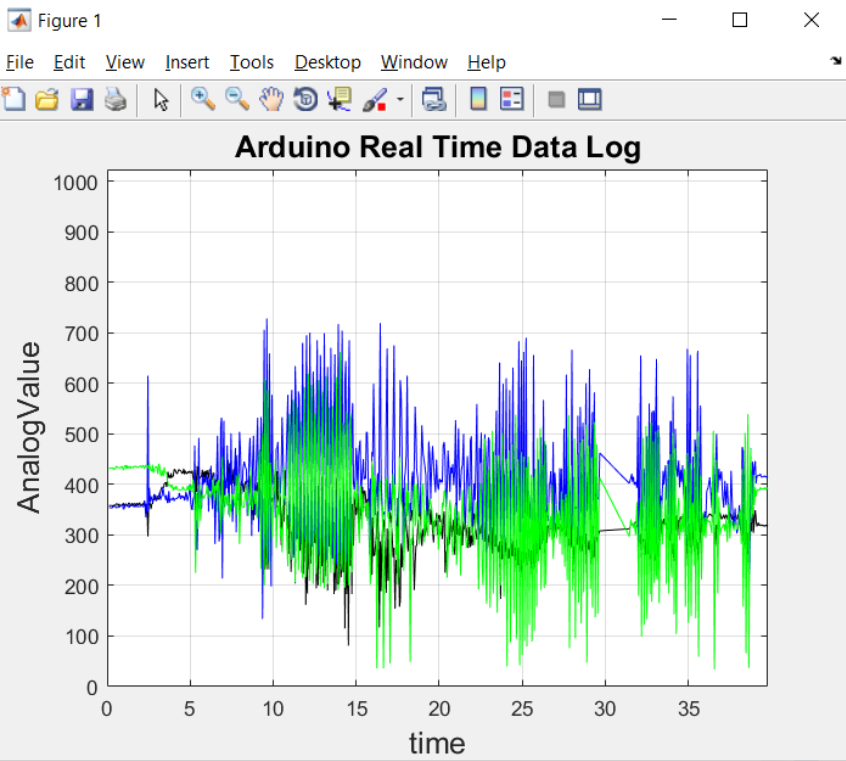 Figure 1
File Edit View Insert Tools Desktop Window Help
Arduino Real Time Data Log
1000
900
800
700
600
500
400
300
200
100
0
AnalogValue
0 5 10 15 20 25 30 35
time